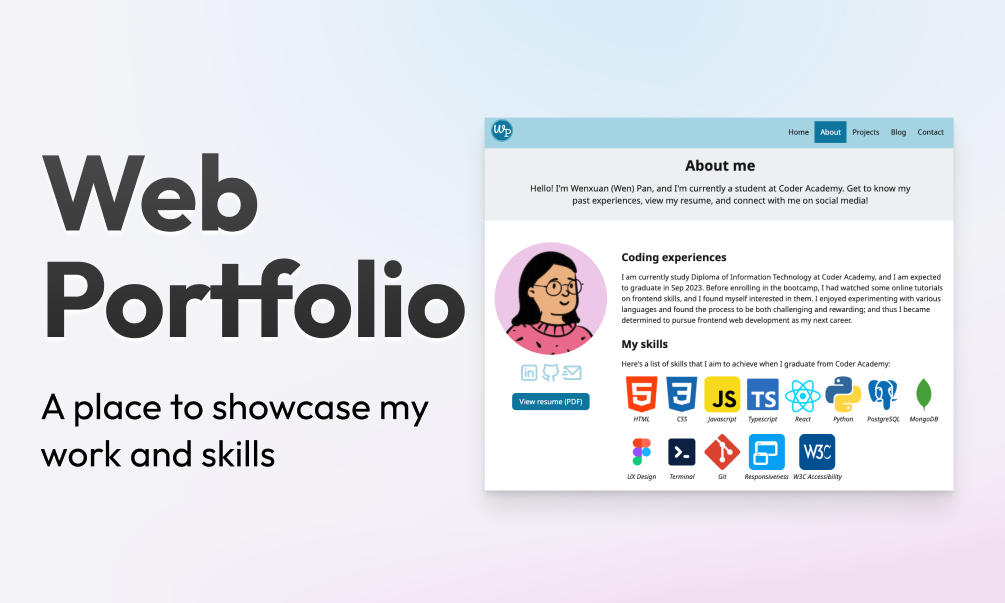 Web
Portfolio
A place to showcase my
work and skills
WP
Home About Projects Blog Contact
About me
Hello! I'm Wenxuan (Wen) Pan, and I'm currently a student at Coder Academy. Get to know my
past experiences, view my resume, and connect with me on social media!
in
View resume (PDF)
Coding experiences
I am currently study Diploma of Information Technology at Coder Academy, and I am expected
to graduate in Sep 2023. Before enrolling in the bootcamp, I had watched some online tutorials
on frontend skills, and I found myself interested in them. I enjoyed experimenting with various
languages and found the process to be both challenging and rewarding; and thus I became
determined to pursue frontend web development as my next career.
My skills
Here's a list of skills that I aim to achieve when I graduate from Coder Academy:
5 3 JS TS
HTML CSS Javascript Typescript React Python PostgreSQL MongoDB
W3C
UX Design Terminal Git Responsiveness W3C Accessibility